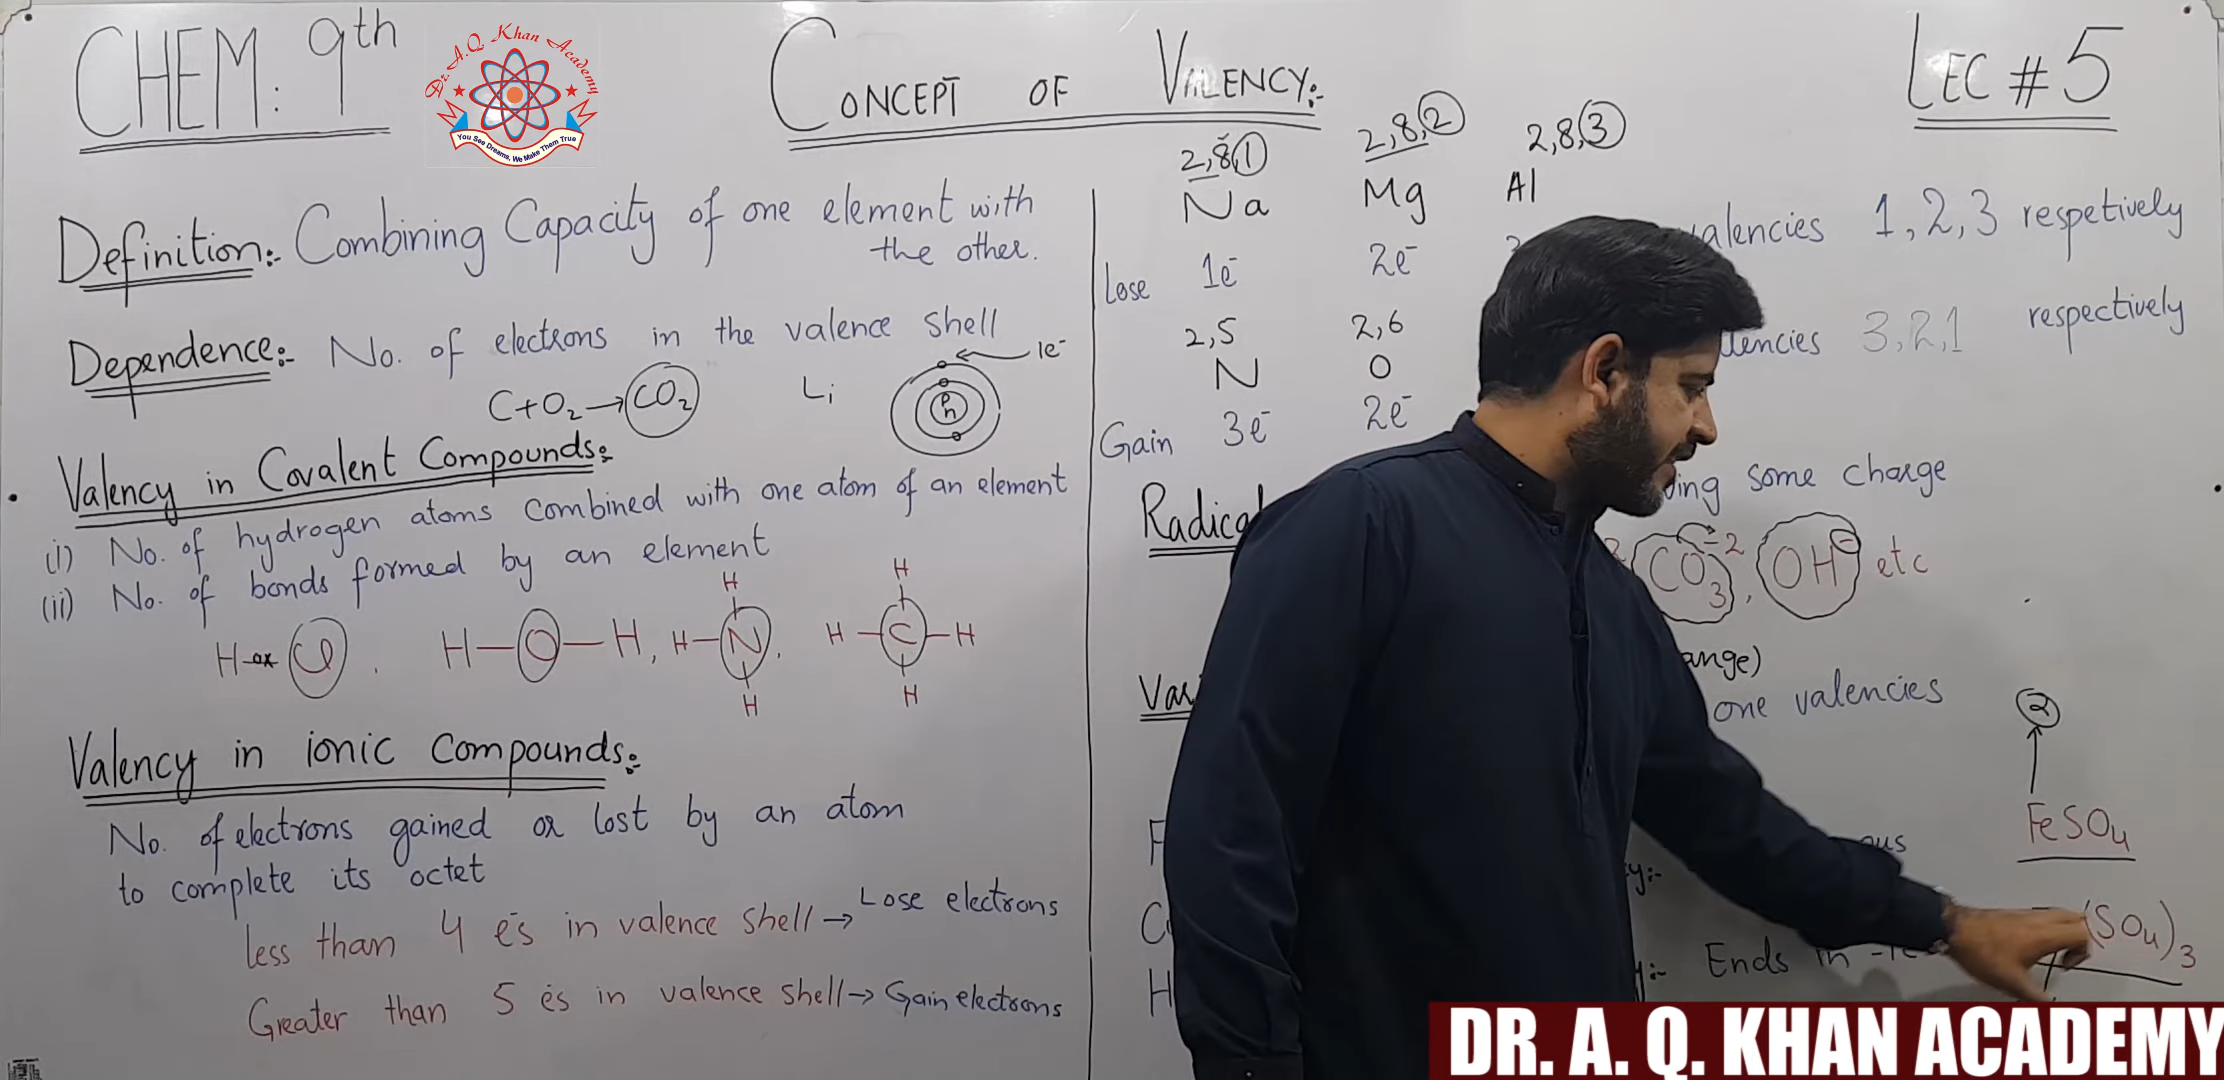 CHEM: 9th
Dr. A.Q Khan Academy
You See Dreams, We Make Them True
CONCEPT OF VALENCY:-
LEC # 5
Definition:- Combining Capacity of one element with
the other.
Dependence:- No. of electrons in the valence shell
C+O2→CO2
Li
Pn
1e-
Valency in Covalent Compounds:-
(i) No. of hydrogen atoms combined with one atom of an element
(ii) No. of bonds formed by an element
H-ox Cl.
H—O—H,
H
H—N
H
H
H—C—H
H
Valency in ionic Compounds:-
No. of electrons gained or lost by an atom
to complete its octet
less than 4 e-s in valence shell → Lose electrons
Greater than 5 e-s in valence shell → Gain electrons
2,8,1 2,8,2 2,8,3
Na Mg Al
valencies 1,2,3 respetively
Lose 1e- 2e-
2,5 2,6
N O
3,2,1 respectively
Gain 3e- 2e-
Radical
some charge
CO3-2, OH- etc
one valencies
2
FeSO4
Ends in
(SO4)3
DR. A. Q. KHAN ACADEMY